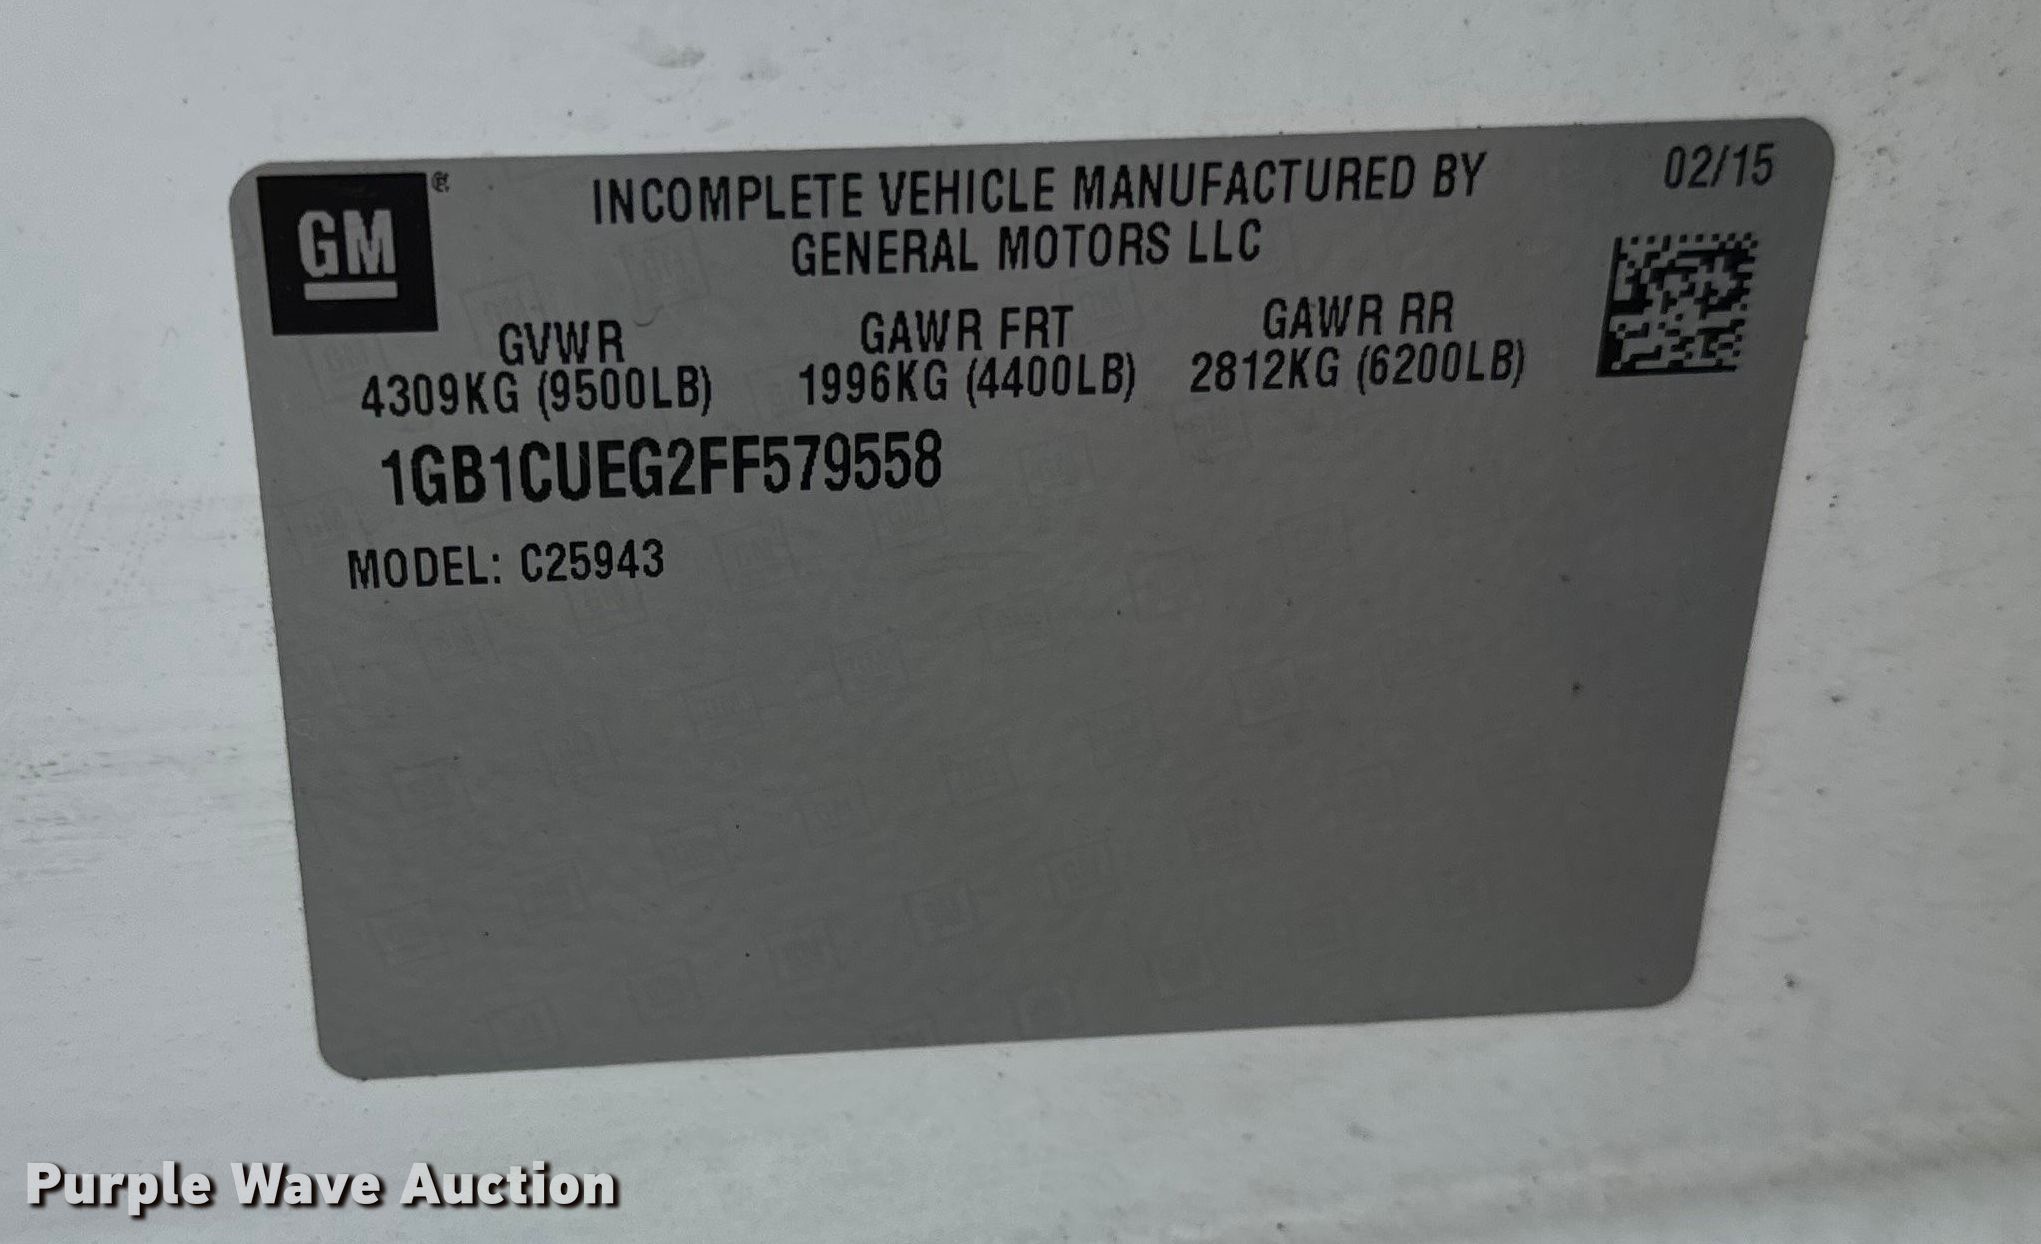 GM
INCOMPLETE VEHICLE MANUFACTURED BY
GENERAL MOTORS LLC
02/15
GVWR
4309KG (9500LB)
GAWR FRT
1996KG (4400LB)
GAWR RR
2812KG (6200LB)
1GB1CUEG2FF579558
MODEL: C25943
Purple Wave Auction